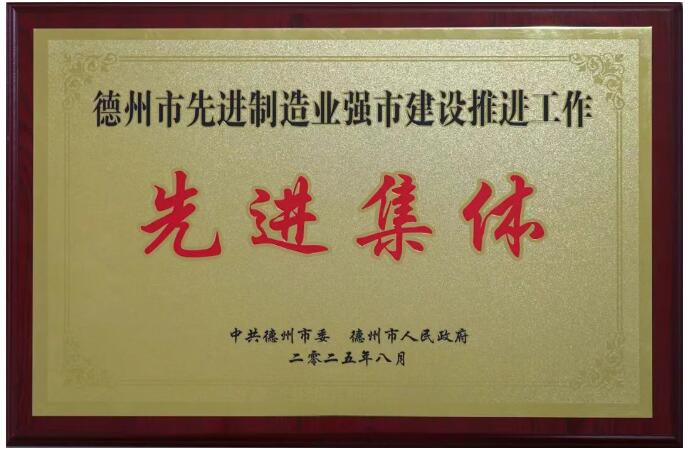 德州市先进制造业强市建设推进工作
先进集体
中共德州市委 德州市人民政府
二零二五年八月